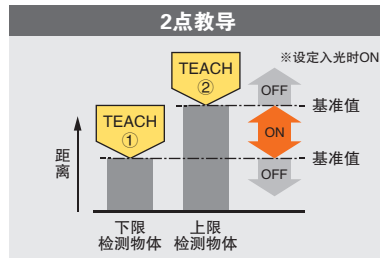 2点教导
※设定入光时ON
TEACH
②
OFF
基准值
TEACH
①
ON
基准值
OFF
距离
下限
检测物体
上限
检测物体